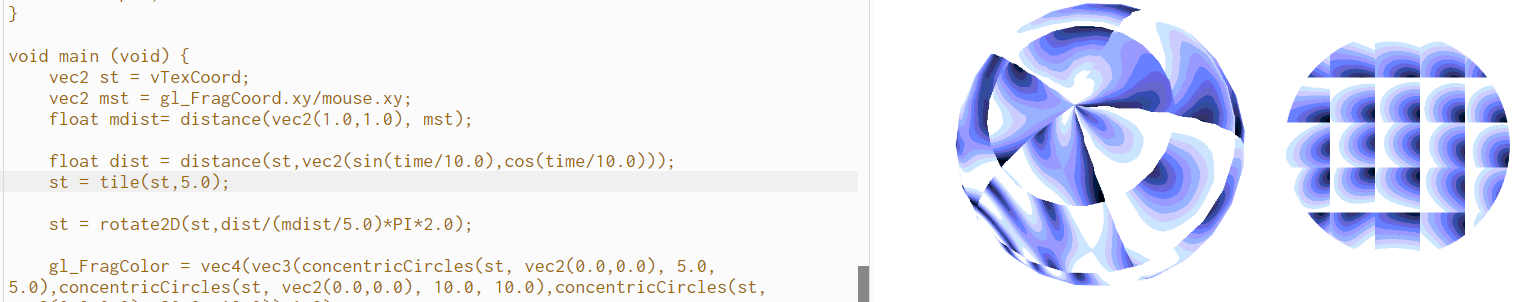 }
void main (void) {
    vec2 st = vTexCoord;
    vec2 mst = gl_FragCoord.xy/mouse.xy;
    float mdist= distance(vec2(1.0,1.0), mst);
    float dist = distance(st,vec2(sin(time/10.0),cos(time/10.0)));
    st = tile(st,5.0);
    st = rotate2D(st,dist/(mdist/5.0)*PI*2.0);
    gl_FragColor = vec4(vec3(concentricCircles(st, vec2(0.0,0.0), 5.0,
5.0),concentricCircles(st, vec2(0.0,0.0), 10.0, 10.0),concentricCircles(st,